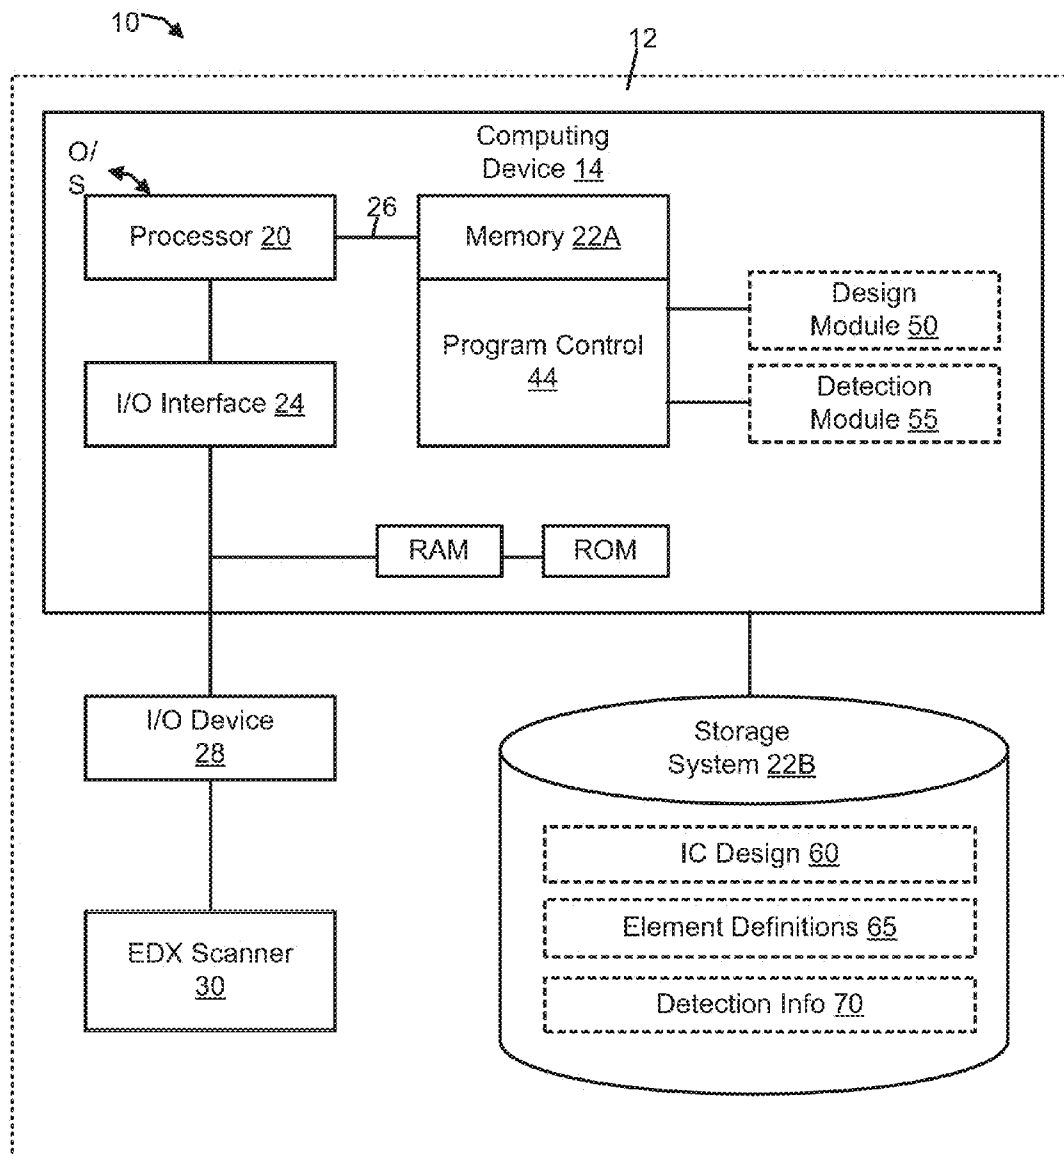 10
12
Computing
Device 14
O/
S
Processor 20
26
Memory 22A
Design
Module 50
Program Control
44
Detection
Module 55
I/O Interface 24
RAM
ROM
I/O Device
28
Storage
System 22B
IC Design 60
Element Definitions 65
EDX Scanner
30
Detection Info 70